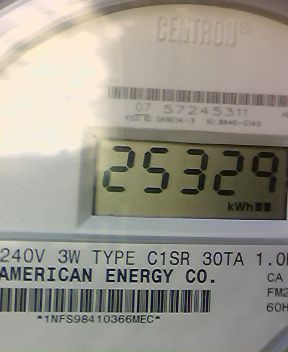 CENTRON®
07 57245311
25329
kWh
240V 3W TYPE C1SR 30TA 1.0
AMERICAN ENERGY CO.
CA
FM2
60H
*1NFS98410366MEC*